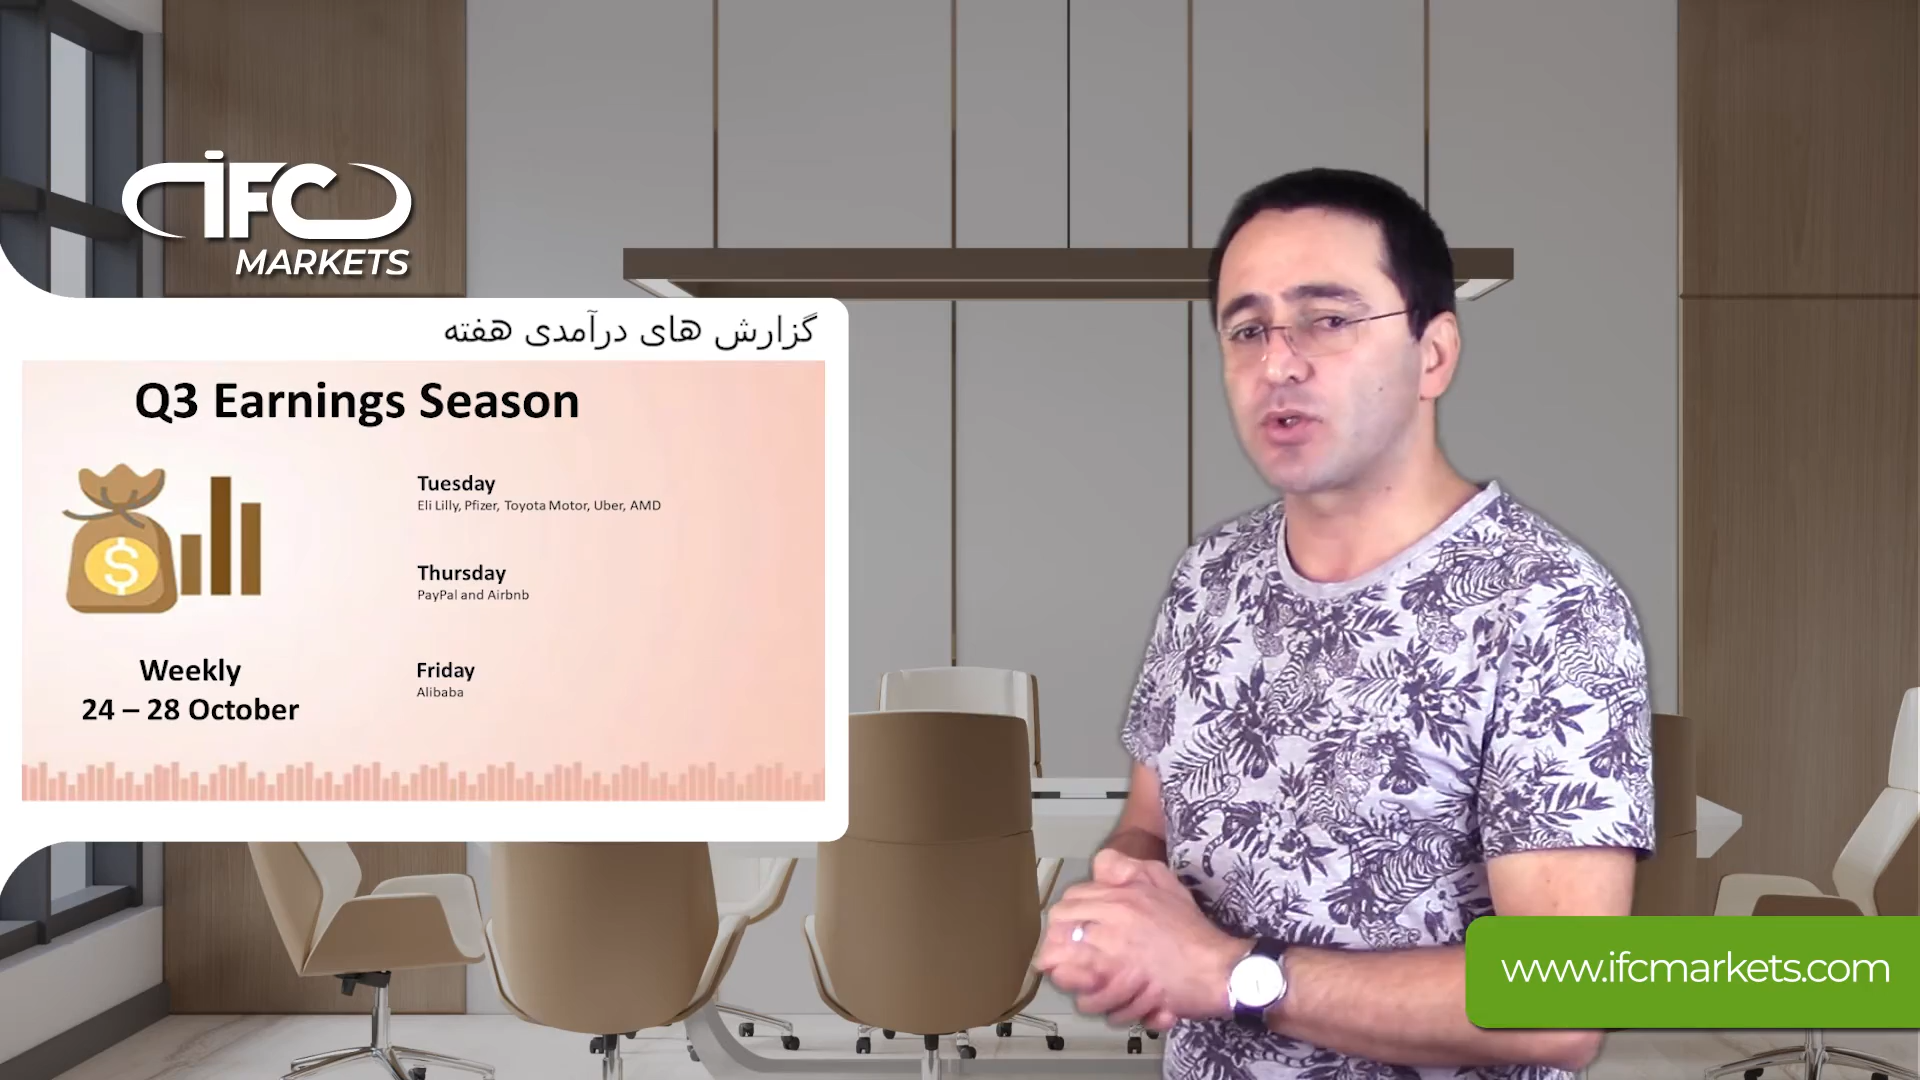 IFC
MARKETS
گزارش های درآمدی هفته
Q3 Earnings Season
Tuesday
Eli Lilly, Pfizer, Toyota Motor, Uber, AMD
Thursday
PayPal and Airbnb
Friday
Alibaba
$
Weekly
24 – 28 October
www.ifcmarkets.com